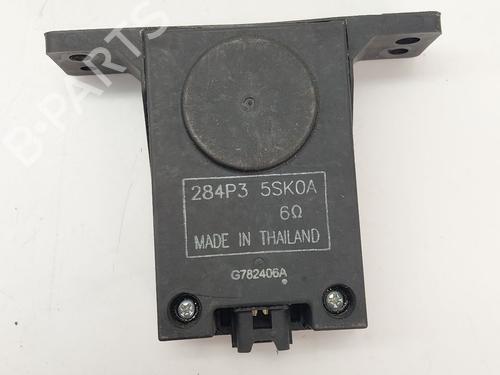 B-PARTS
284P3 5SK0A
6Ω
MADE IN THAILAND
G782406A